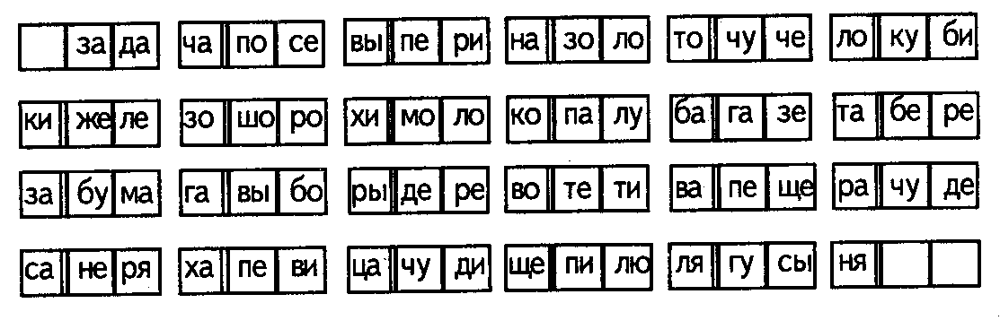 за да ча по се вы пе ри на зо ло то чу че ло ку би
ки же ле зо шо ро хи мо ло ко па лу ба га зе та бе ре
за бу ма га вы бо ры де ре во те ти ва пе ще ра чу де
са не ря ха пе ви ца чу ди ще пи лю ля гу сы ня